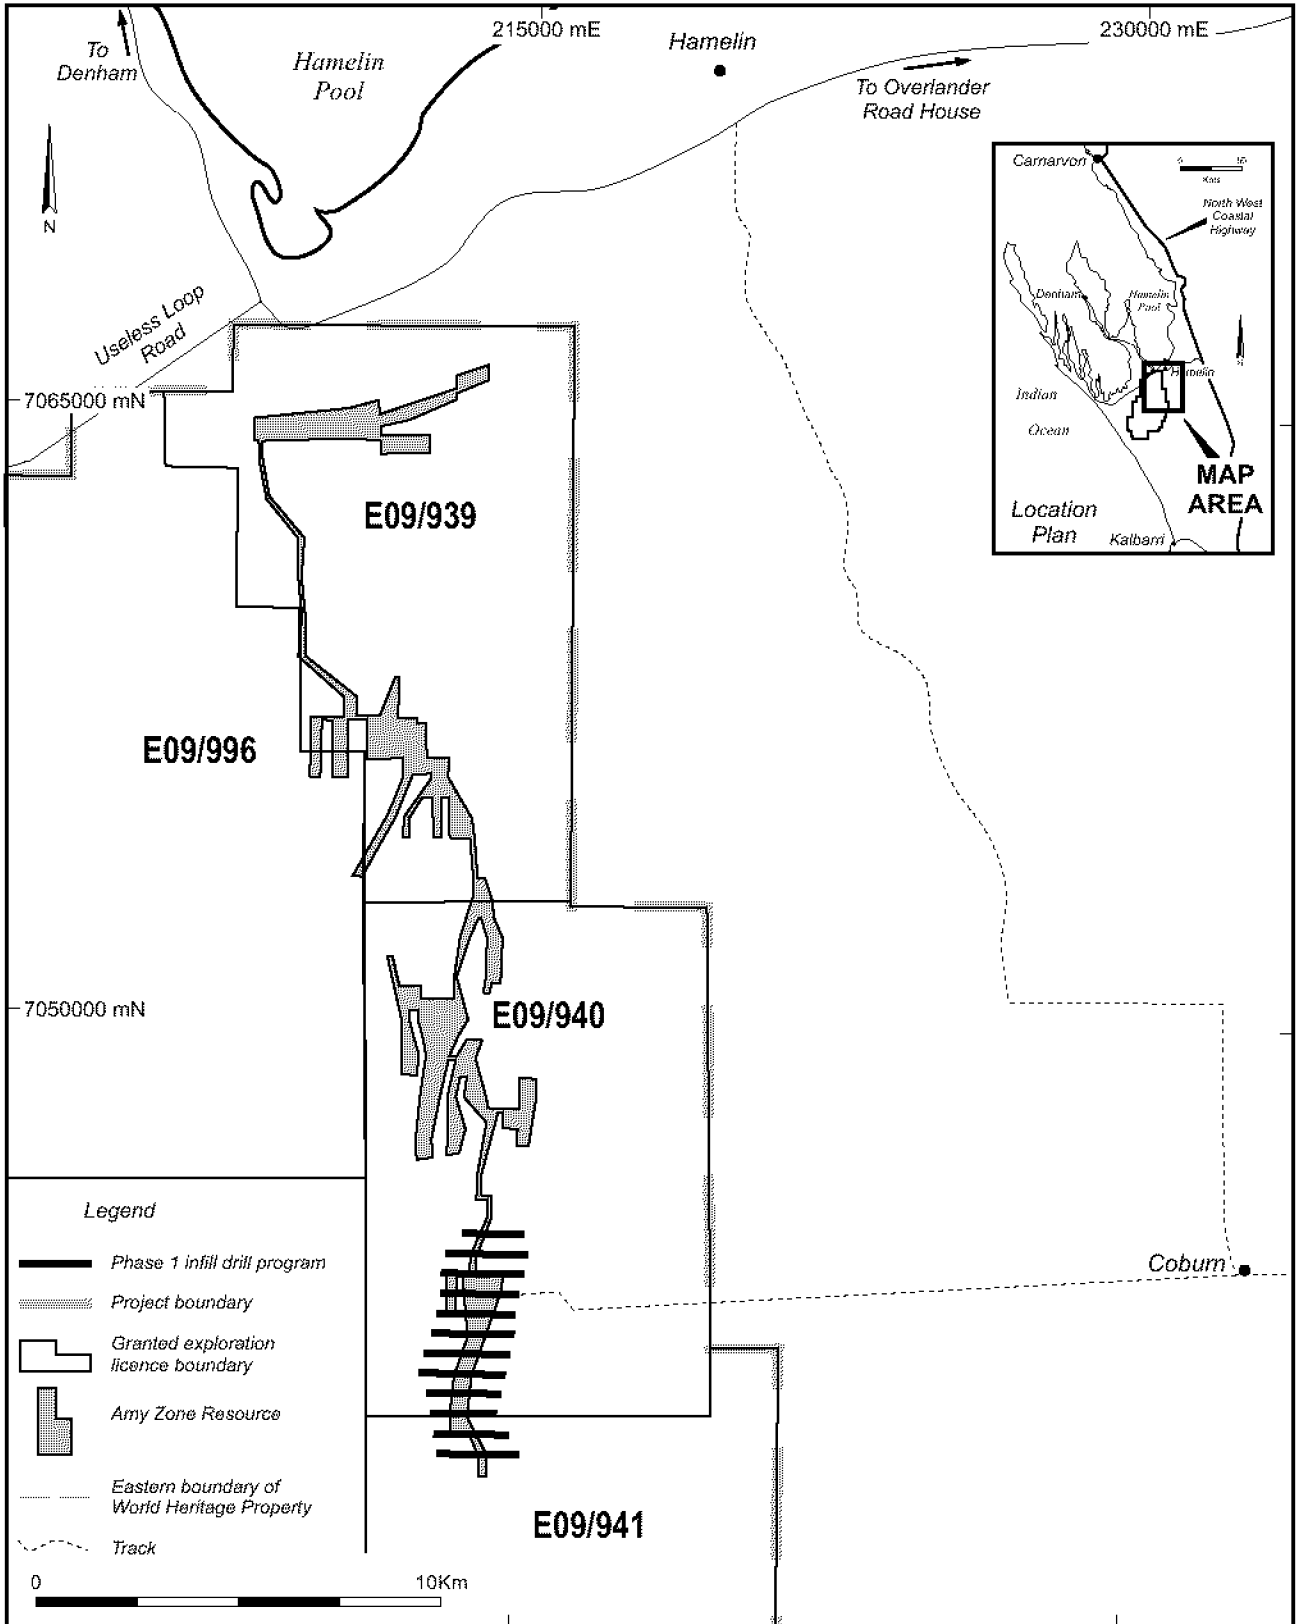 215000 mE
230000 mE
To
Denham
Hamelin
Pool
Hamelin
To Overlander
Road House
N
Useless Loop
Road
7065000 mN
E09/939
E09/996
7050000 mN
E09/940
Coburn
E09/941
Carnarvon
0
Kms
North West
Coastal
Highway
Denham
Hamelin
Pool
Hamelin
Indian
Ocean
MAP
AREA
Location
Plan
Kalbarri
Legend
Phase 1 infill drill program
Project boundary
Granted exploration
licence boundary
Amy Zone Resource
Eastern boundary of
World Heritage Property
Track
0 10Km